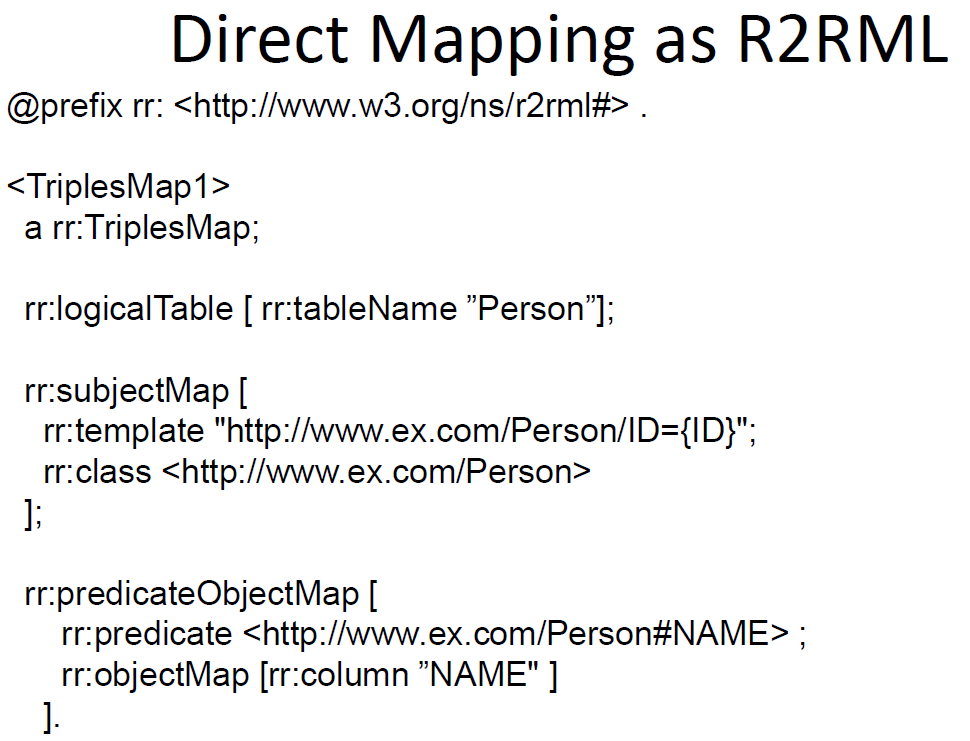 Direct Mapping as R2RML
@prefix rr: <http://www.w3.org/ns/r2rml#> .
<TriplesMap1>
a rr:TriplesMap;
rr:logicalTable [ rr:tableName ”Person”];
rr:subjectMap [
rr:template "http://www.ex.com/Person/ID={ID}";
rr:class <http://www.ex.com/Person>
];
rr:predicateObjectMap [
rr:predicate <http://www.ex.com/Person#NAME> ;
rr:objectMap [rr:column ”NAME" ]
].